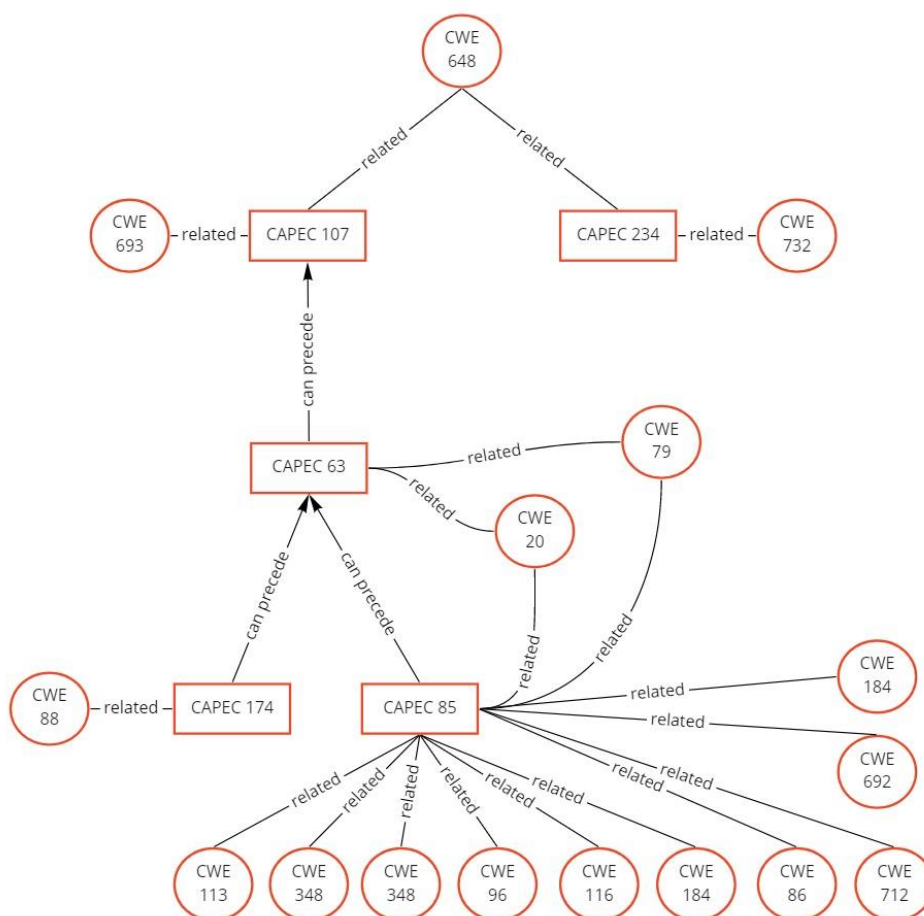 CWE
648
related
related
CWE
693
related
CAPEC 107
CAPEC 234
related
CWE
732
can precede
CAPEC 63
related
CWE
79
related
CWE
20
can precede
can precede
related
related
CWE
88
related
CAPEC 174
CAPEC 85
related
CWE
184
related
CWE
692
related
related
related
related
related
related
related
related
CWE
113
CWE
348
CWE
348
CWE
96
CWE
116
CWE
184
CWE
86
CWE
712